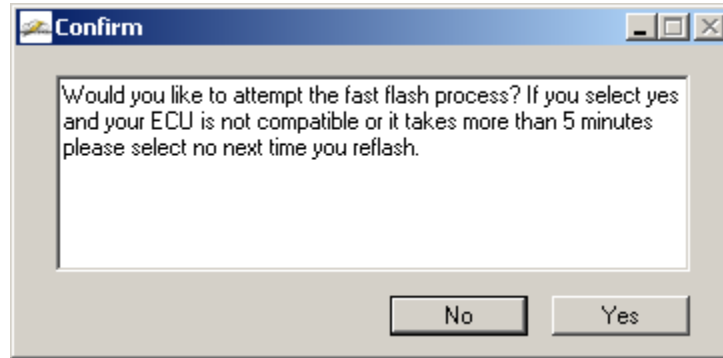 Confirm
Would you like to attempt the fast flash process? If you select yes
and your ECU is not compatible or it takes more than 5 minutes
please select no next time you reflash.
No
Yes